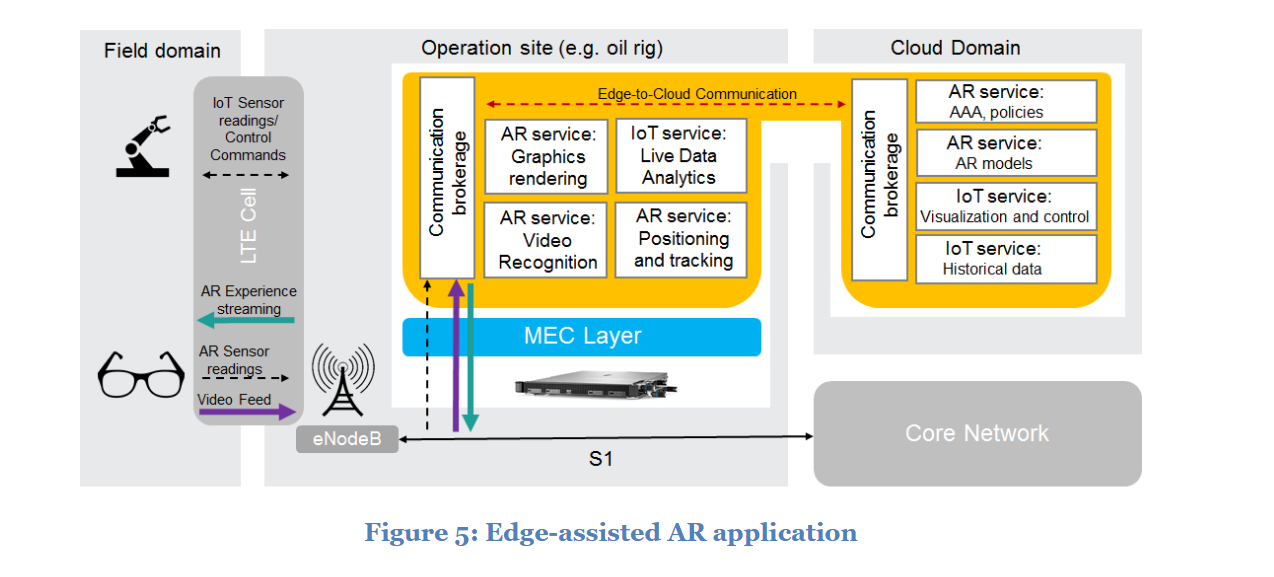 Field domain
IoT Sensor
readings/
Control
Commands
LTE Cell
AR Experience
streaming
AR Sensor
readings
Video Feed
Operation site (e.g. oil rig)
Communication
brokerage
Edge-to-Cloud Communication
AR service:
Graphics
rendering
IoT service:
Live Data
Analytics
AR service:
Video
Recognition
AR service:
Positioning
and tracking
MEC Layer
eNodeB
S1
Cloud Domain
Communication
brokerage
AR service:
AAA, policies
AR service:
AR models
IoT service:
Visualization and control
IoT service:
Historical data
Core Network
Figure 5: Edge-assisted AR application